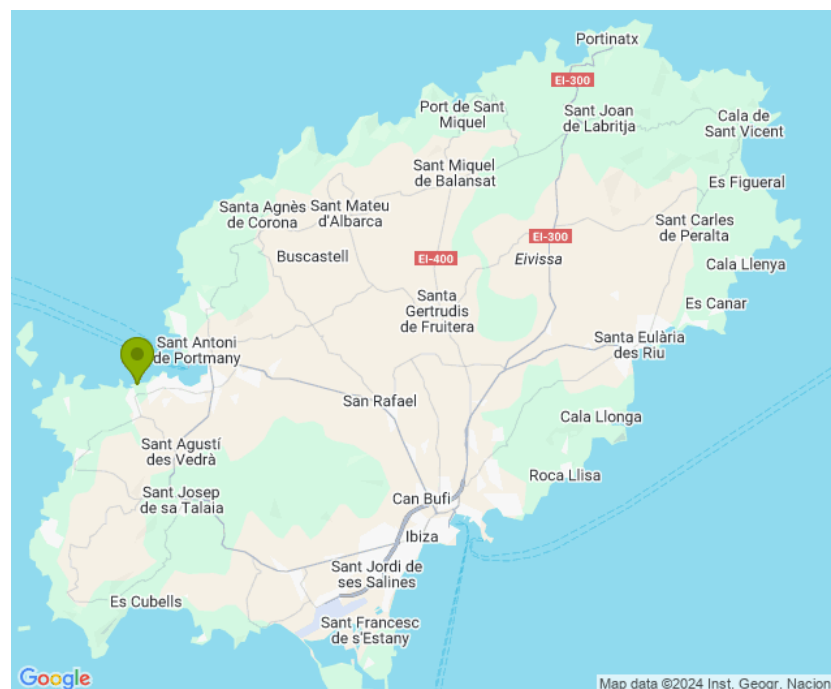 Portinatx
EI-300
Port de Sant
Miquel
Sant Joan
de Labritja
Cala de
Sant Vicent
Sant Miquel
de Balansat
Es Figueral
Santa Agnès
de Corona
Sant Mateu
d'Albarca
Sant Carles
de Peralta
EI-300
Buscastell
EI-400
Eivissa
Cala Llenya
Santa
Gertrudis
de Fruitera
Es Canar
Sant Antoni
de Portmany
Santa Eulària
des Riu
San Rafael
Cala Llonga
Sant Agustí
des Vedrà
Roca Llisa
Sant Josep
de sa Talaia
Can Bufi
Ibiza
Sant Jordi de
ses Salines
Es Cubells
Sant Francesc
de s'Estany
Google
Map data ©2024 Inst. Geogr. Nacion